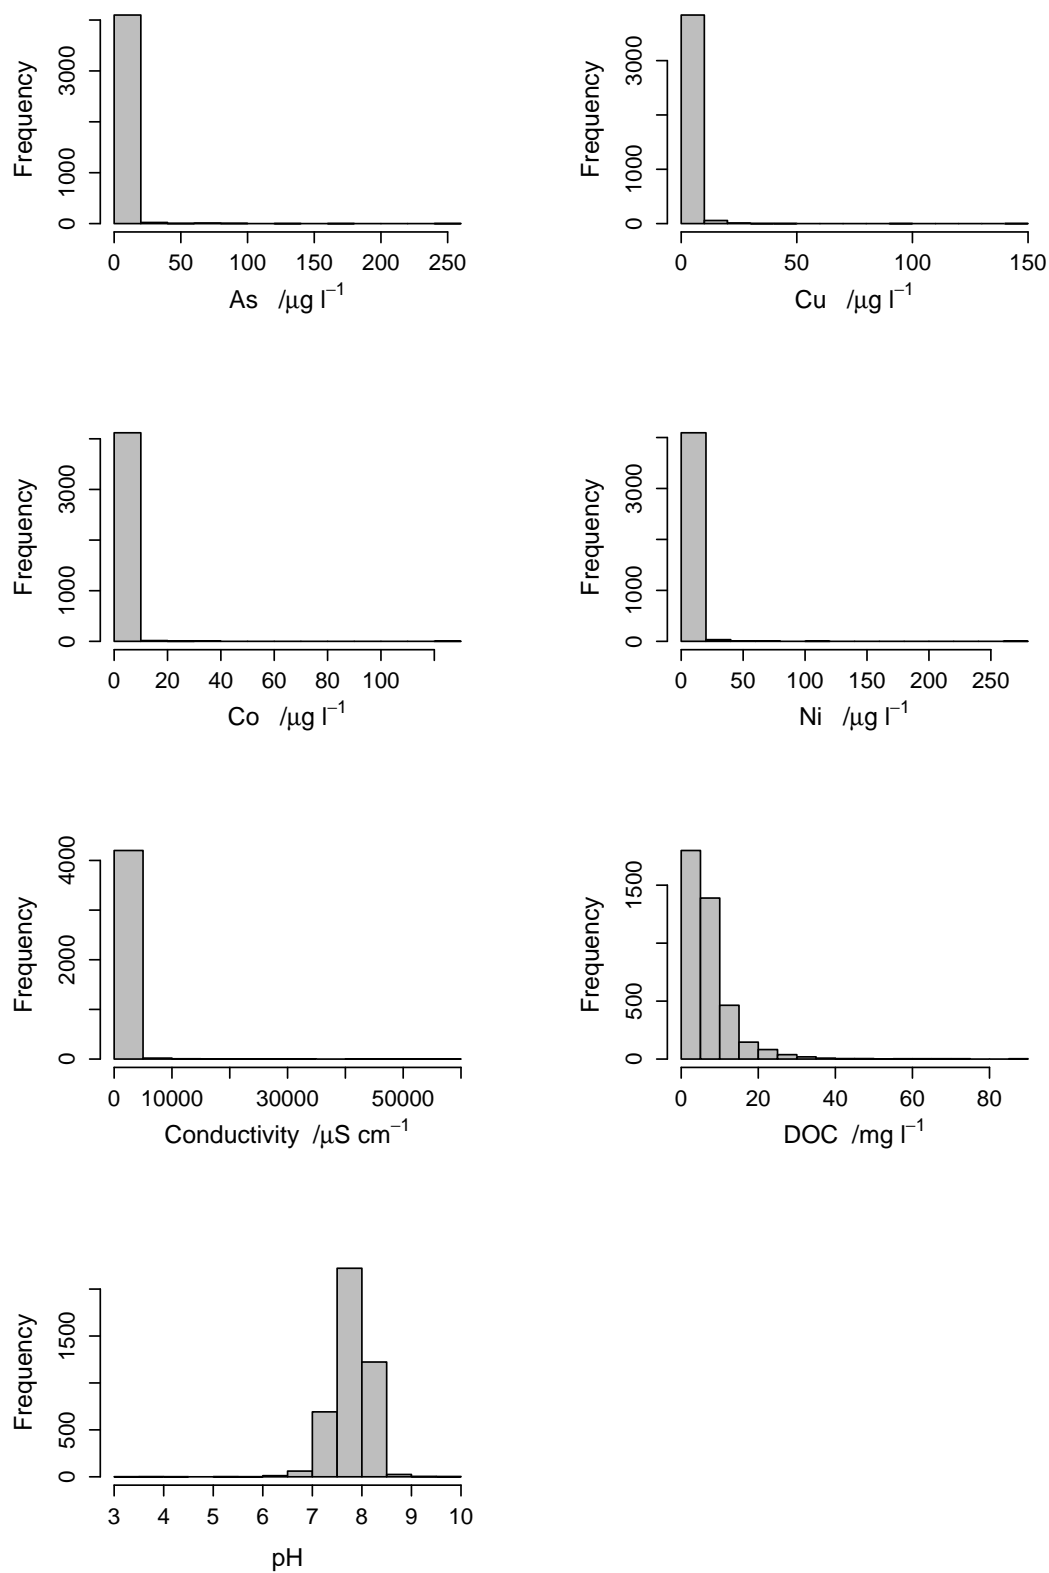 Frequency
3000
1000
0
0 50 100 150 200 250
As /μg l−1
Frequency
3000
1000
0
0 50 100 150
Cu /μg l−1
Frequency
3000
1000
0
0 20 40 60 80 100
Co /μg l−1
Frequency
3000
1000
0
0 50 100 150 200 250
Ni /μg l−1
Frequency
4000
2000
0
0 10000 30000 50000
Conductivity /μS cm−1
Frequency
1500
500
0
0 20 40 60 80
DOC /mg l−1
Frequency
1500
500
0
3 4 5 6 7 8 9 10
pH